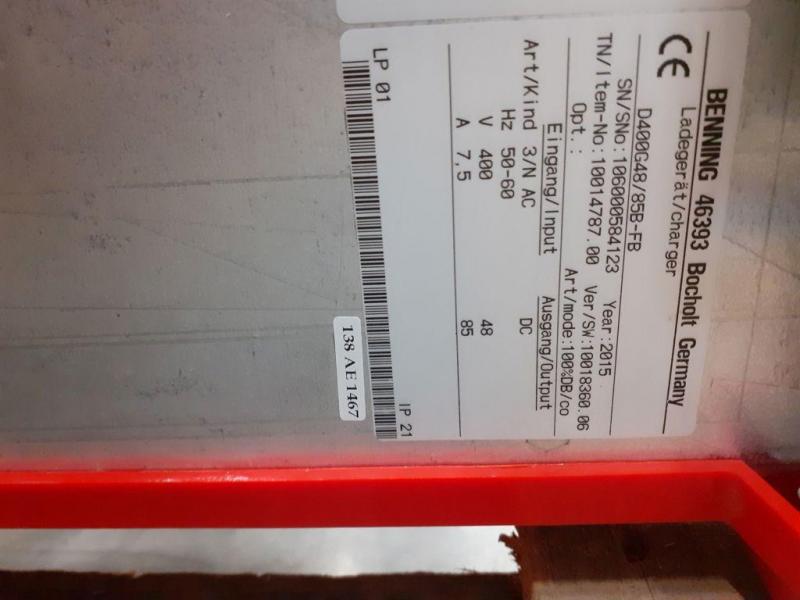 BENNING 46393 Bocholt Germany
CE Ladegerät/charger
D400G48/85B-FB
SN/SNo:1060000584123 Year:2015
TN/Item-No:10014787.00 Ver/SW:10018360.06
Opt.: Art/mode:100%DB/co
Eingang/Input Ausgang/Output
Art/Kind 3/N AC DC
Hz 50-60
V 400 48
A 7,5 85
LP 01 IP 21
138 AE 1467